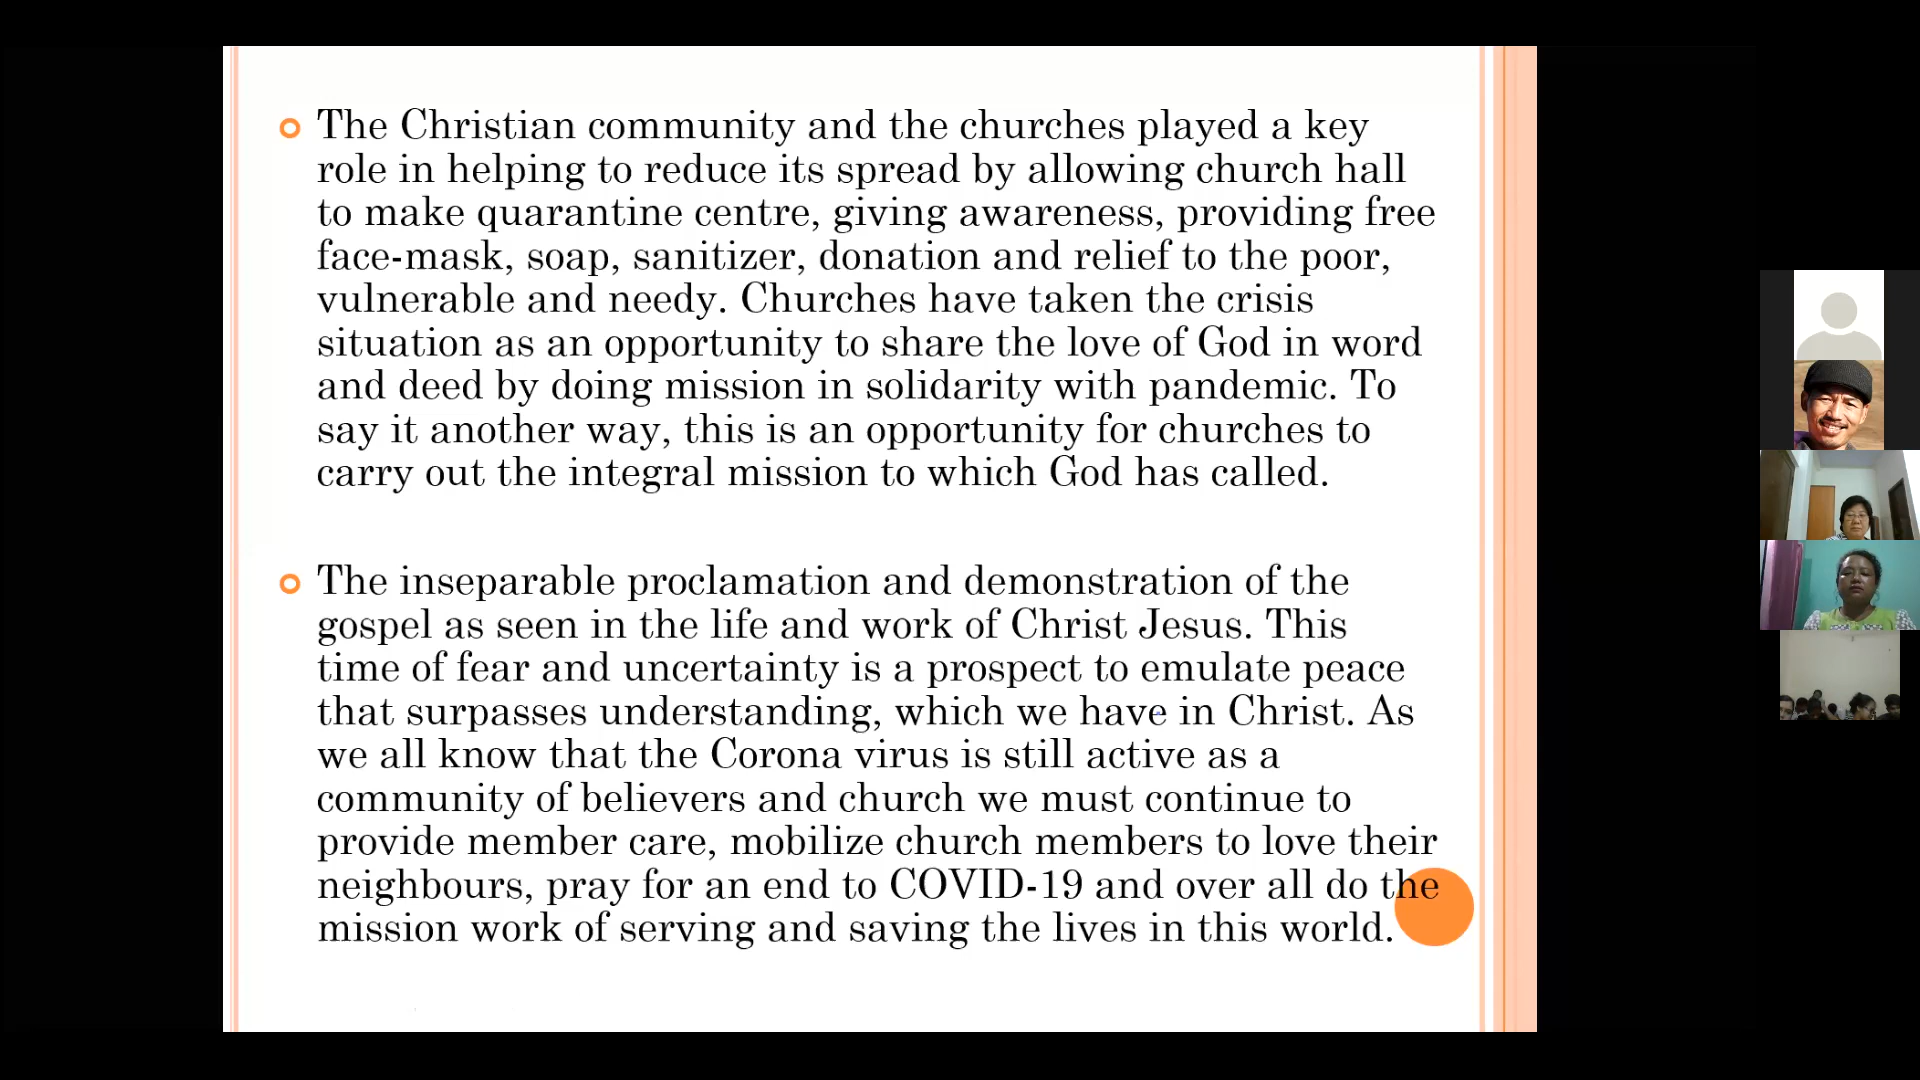 The Christian community and the churches played a key
role in helping to reduce its spread by allowing church hall
to make quarantine centre, giving awareness, providing free
face-mask, soap, sanitizer, donation and relief to the poor,
vulnerable and needy. Churches have taken the crisis
situation as an opportunity to share the love of God in word
and deed by doing mission in solidarity with pandemic. To
say it another way, this is an opportunity for churches to
carry out the integral mission to which God has called.
The inseparable proclamation and demonstration of the
gospel as seen in the life and work of Christ Jesus. This
time of fear and uncertainty is a prospect to emulate peace
that surpasses understanding, which we have in Christ. As
we all know that the Corona virus is still active as a
community of believers and church we must continue to
provide member care, mobilize church members to love their
neighbours, pray for an end to COVID-19 and over all do the
mission work of serving and saving the lives in this world.